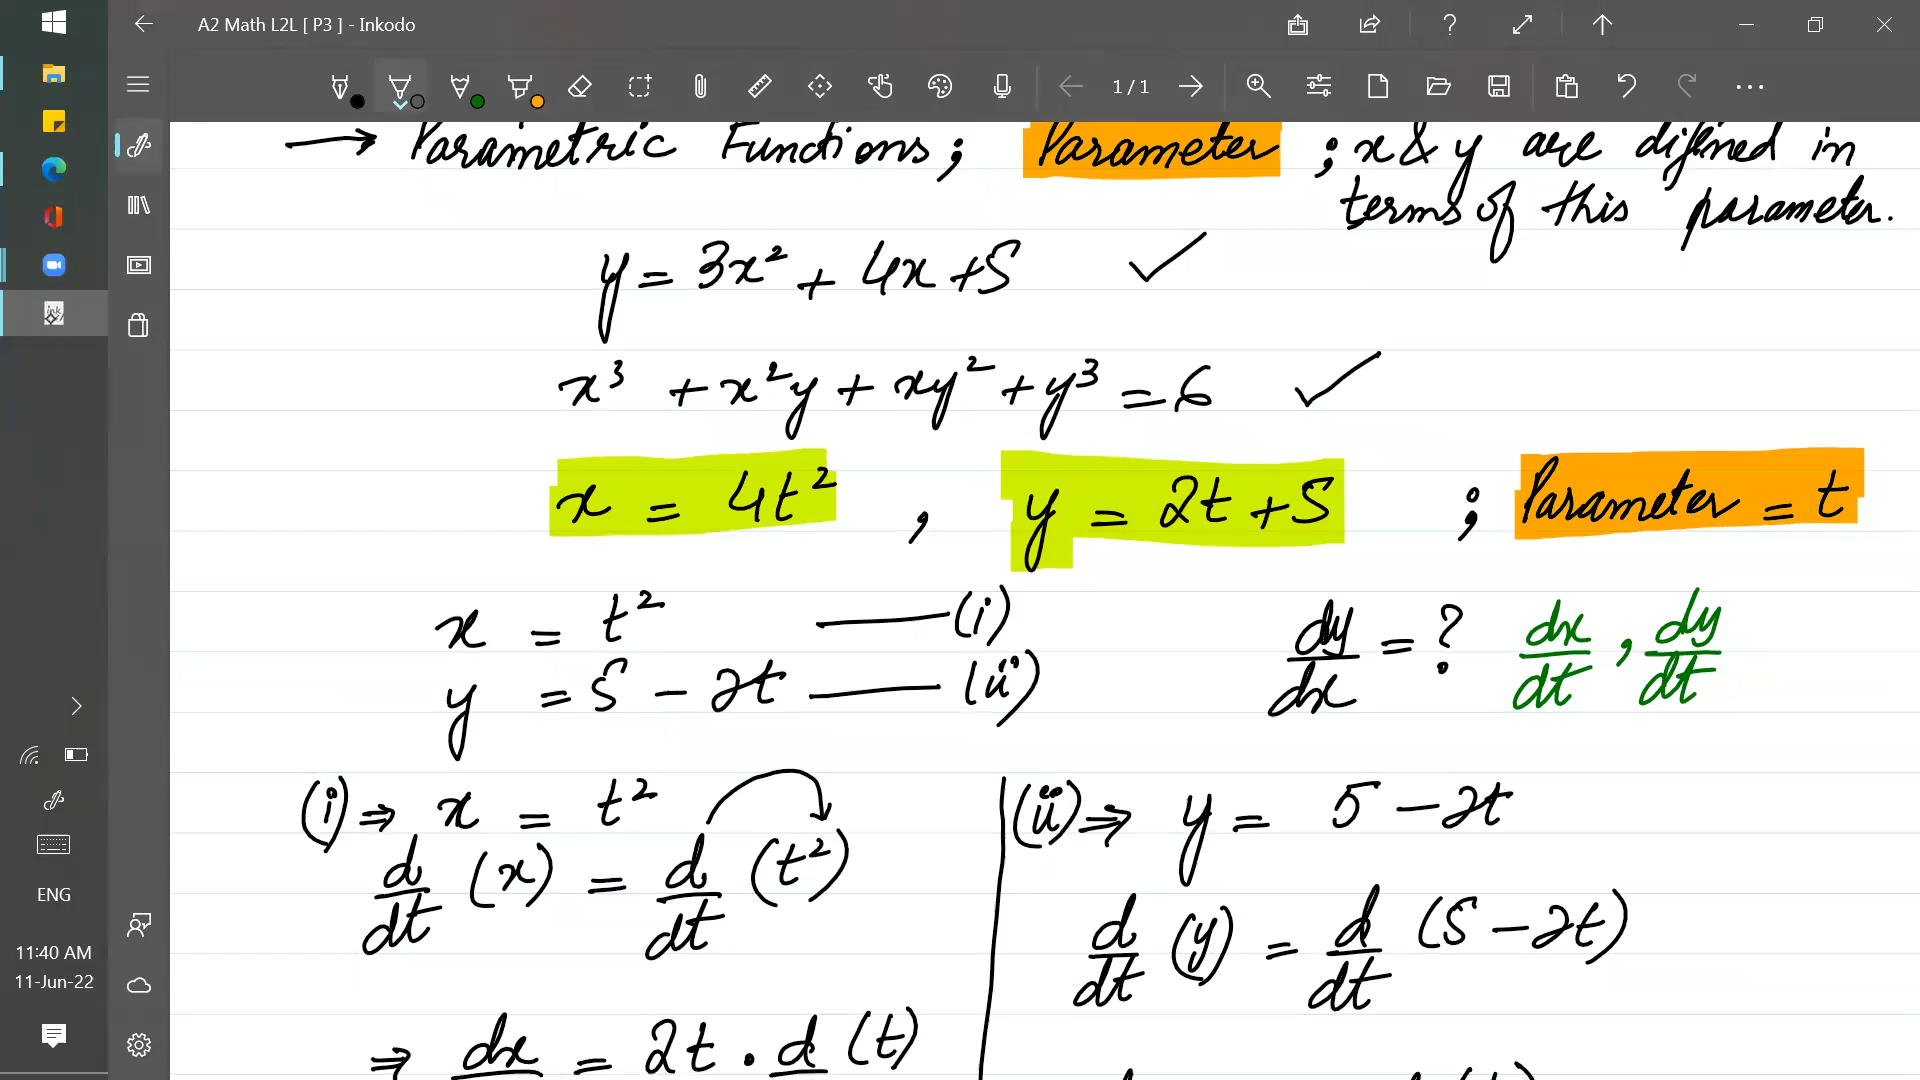 A2 Math L2L [ P3 ] - Inkodo
1 / 1
→ Parametric Functions; Parameter ; x & y are difined in
terms of this parameter.
y = 3x² + 4x + 5 ✓
x³ + x²y + xy² + y³ = 6 ✓
x = 4t² , y = 2t + 5 ; Parameter = t
x = t² —— (i)
y = 5 - 2t —— (ii)
dy/dx = ? dx/dt , dy/dt
(i) ⇒ x = t²
d/dt (x) = d/dt (t²)
⇒ dx = 2t . d (t)
(ii) ⇒ y = 5 - 2t
d/dt (y) = d/dt (5 - 2t)
ENG
11:40 AM
11-Jun-22